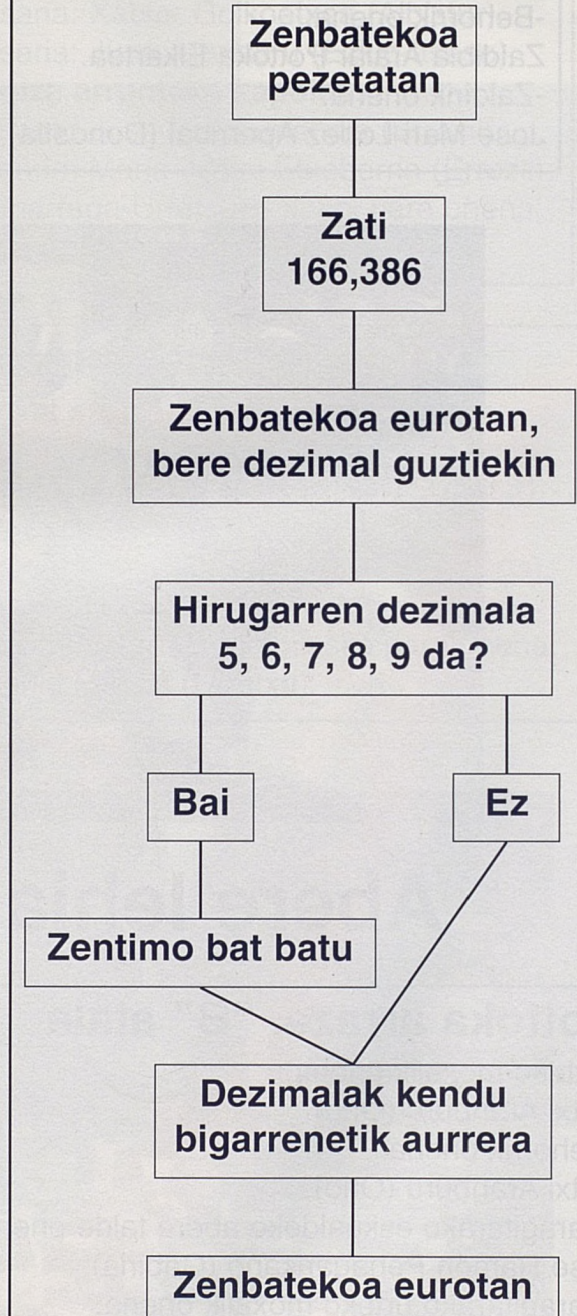 Zenbatekoa
pezetatan
Zati
166,386
Zenbatekoa eurotan,
bere dezimal guztiekin
Hirugarren dezimala
5, 6, 7, 8, 9 da?
Bai
Ez
Zentimo bat batu
Dezimalak kendu
bigarrenetik aurrera
Zenbatekoa eurotan